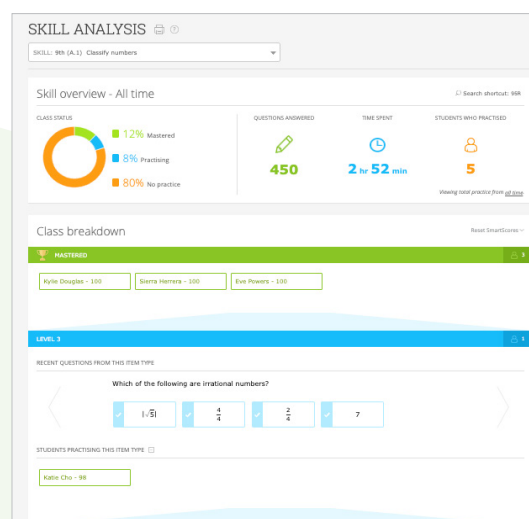 SKILL ANALYSIS
SKILL: 9th (A.1) Classify numbers
Skill overview - All time
Search shortcut: 99R
CLASS STATUS
QUESTIONS ANSWERED
TIME SPENT
STUDENTS WHO PRACTISED
12% Mastered
8% Practising
80% No practice
450
2 hr 52 min
5
Viewing total practice from all time
Class breakdown
Reset SmartScores
MASTERED
3
Kylie Douglas - 100
Sierra Herrera - 100
Eve Powers - 100
LEVEL 3
1
RECENT QUESTIONS FROM THIS ITEM TYPE
Which of the following are irrational numbers?
|√5|
4/4
2/4
7
STUDENTS PRACTISING THIS ITEM TYPE
Katie Cho - 98